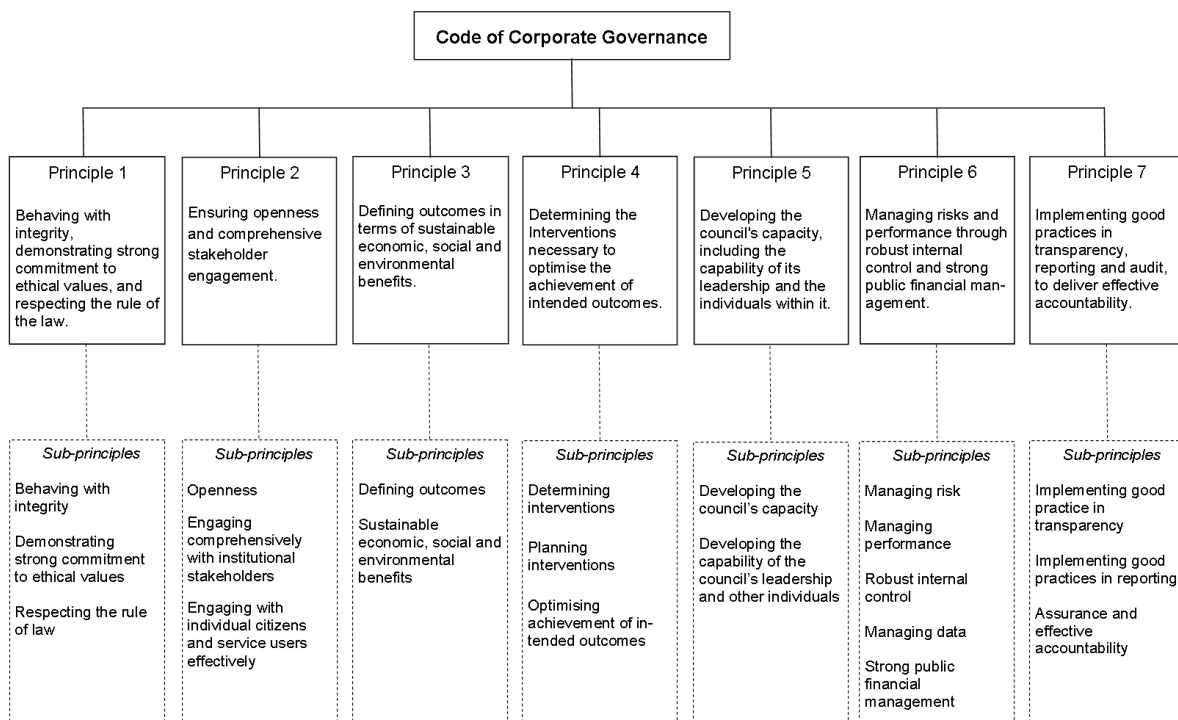 Code of Corporate Governance
Principle 1
Behaving with
integrity,
demonstrating strong
commitment to
ethical values, and
respecting the rule of
the law.
Principle 2
Ensuring openness
and comprehensive
stakeholder
engagement.
Principle 3
Defining outcomes in
terms of sustainable
economic, social and
environmental
benefits.
Principle 4
Determining the
Interventions
necessary to
optimise the
achievement of
intended outcomes.
Principle 5
Developing the
council's capacity,
including the
capability of its
leadership and the
individuals within it.
Principle 6
Managing risks and
performance through
robust internal
control and strong
public financial man-
agement.
Principle 7
Implementing good
practices in
transparency,
reporting and audit,
to deliver effective
accountability.
Sub-principles
Behaving with
integrity
Demonstrating
strong commitment
to ethical values
Respecting the rule
of law
Sub-principles
Openness
Engaging
comprehensively
with institutional
stakeholders
Engaging with
individual citizens
and service users
effectively
Sub-principles
Defining outcomes
Sustainable
economic, social and
environmental
benefits
Sub-principles
Determining
interventions
Planning
interventions
Optimising
achievement of in-
tended outcomes
Sub-principles
Developing the
council's capacity
Developing the
capability of the
council's leadership
and other individuals
Sub-principles
Managing risk
Managing
performance
Robust internal
control
Managing data
Strong public
financial
management
Sub-principles
Implementing good
practice in
transparency
Implementing good
practices in reporting
Assurance and
effective
accountability